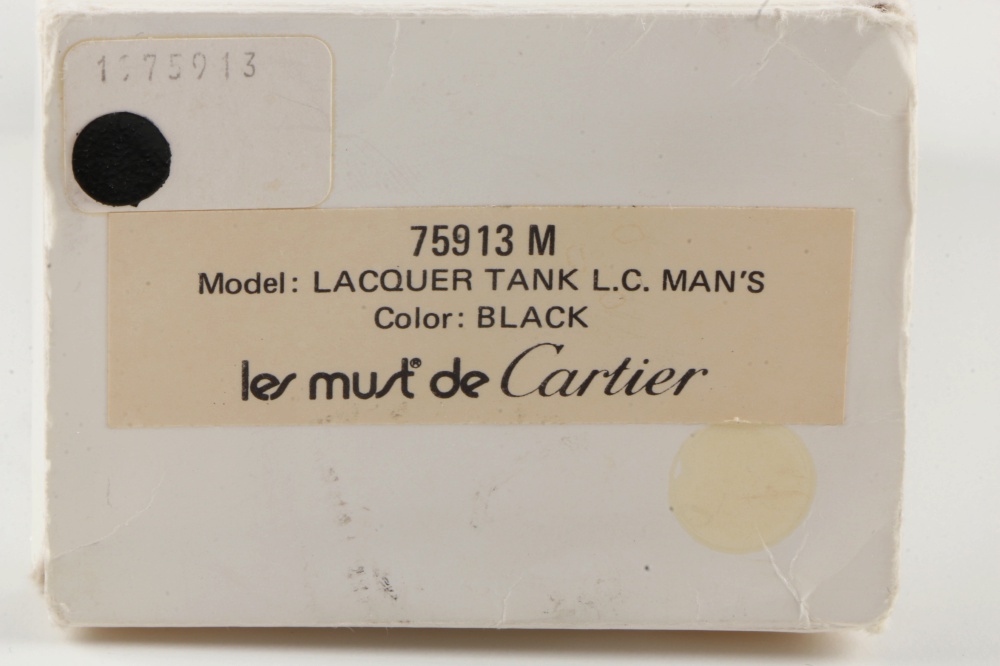 75913 M
Model: LACQUER TANK L.C. MAN'S
Color: BLACK
les must® de Cartier